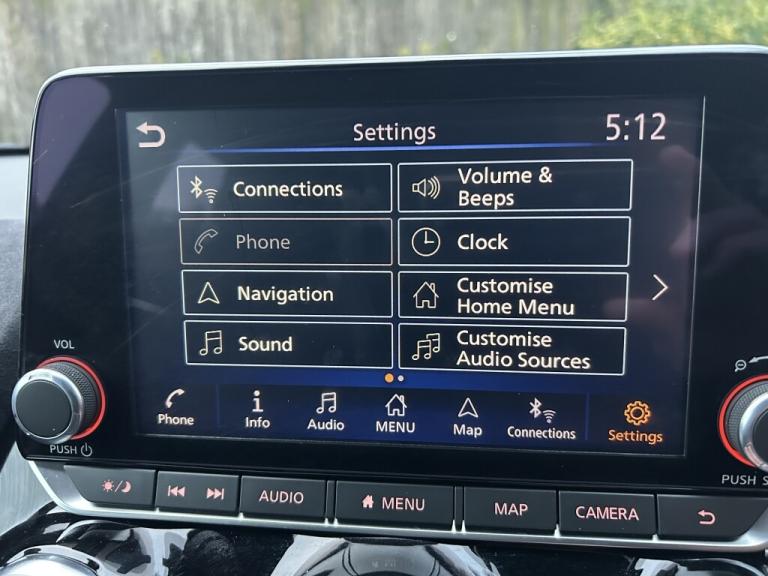 Settings 5:12
Connections
Volume &
Beeps
Phone
Clock
Navigation
Customise
Home Menu
Sound
Customise
Audio Sources
Phone
Info
Audio
MENU
Map
Connections
Settings
VOL
PUSH
PUSH S
AUDIO
MENU
MAP
CAMERA